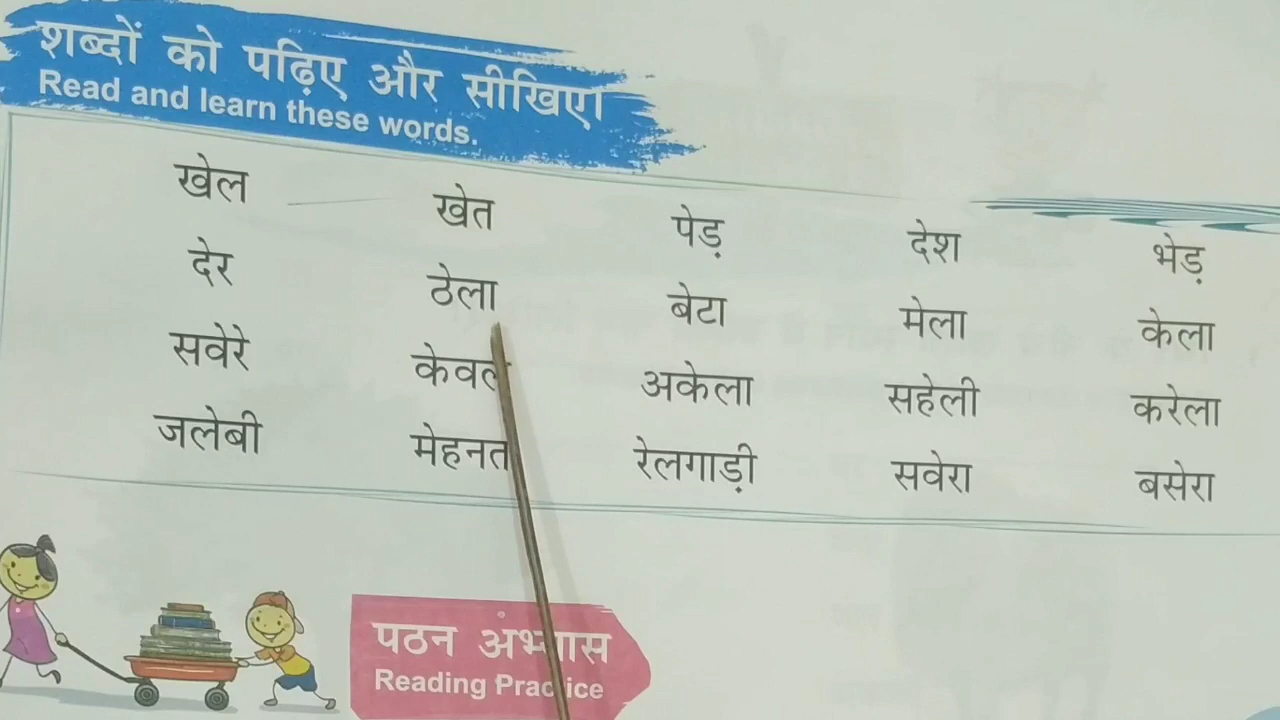 शब्दों को पढ़िए और सीखिए।
Read and learn these words.
खेल खेत पेड़ देश भेड़
देर ठेला बेटा मेला केला
सवेरे केवल अकेला सहेली करेला
जलेबी मेहनत रेलगाड़ी सवेरा बसेरा
पठन अभ्यास
Reading Practice